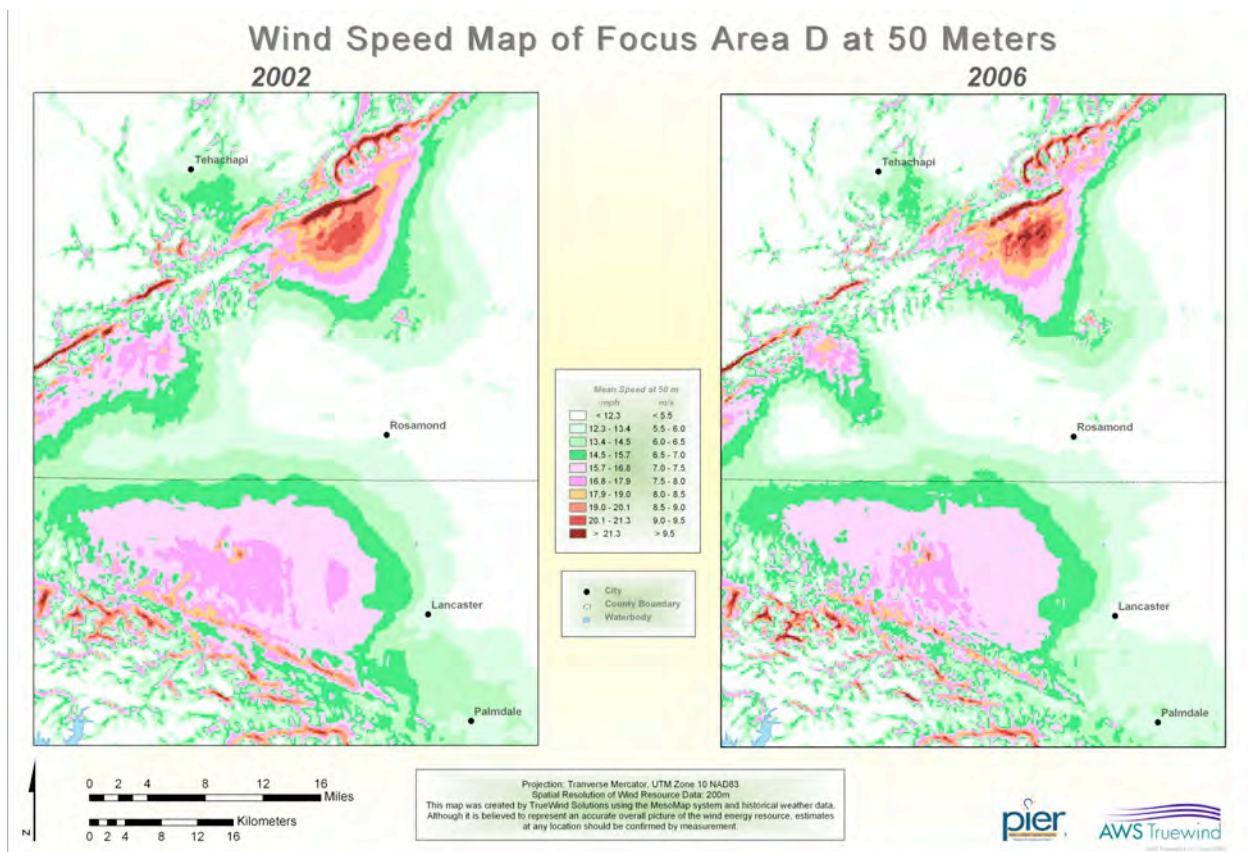 Wind Speed Map of Focus Area D at 50 Meters
2002
2006
Tehachapi
Rosamond
Lancaster
Palmdale
Tehachapi
Rosamond
Lancaster
Palmdale
Mean Speed at 50 m
mph m/s
< 12.3 < 5.5
12.3 - 13.4 5.5 - 6.0
13.4 - 14.5 6.0 - 6.5
14.5 - 15.7 6.5 - 7.0
15.7 - 16.8 7.0 - 7.5
16.8 - 17.9 7.5 - 8.0
17.9 - 19.0 8.0 - 8.5
19.0 - 20.1 8.5 - 9.0
20.1 - 21.3 9.0 - 9.5
> 21.3 > 9.5
City
County Boundary
Waterbody
N
0 2 4 8 12 16
Miles
Kilometers
0 2 4 8 12 16
Projection: Tranverse Mercator, UTM Zone 10 NAD83
Spatial Resolution of Wind Resource Data: 200m
This map was created by TrueWind Solutions using the MesoMap system and historical weather data.
Although it is believed to represent an accurate overall picture of the wind energy resource, estimates
at any location should be confirmed by measurement.
pier
AWS Truewind